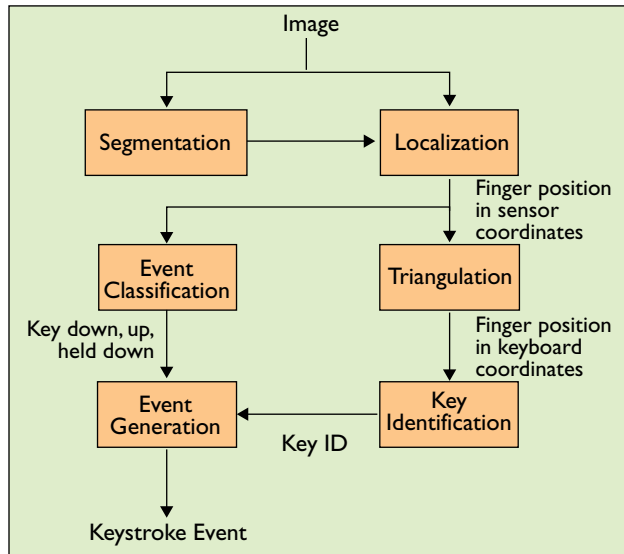 Image
Segmentation
Localization
Finger position
in sensor
coordinates
Event
Classification
Triangulation
Key down, up,
held down
Finger position
in keyboard
coordinates
Event
Generation
Key
Identification
Key ID
Keystroke Event